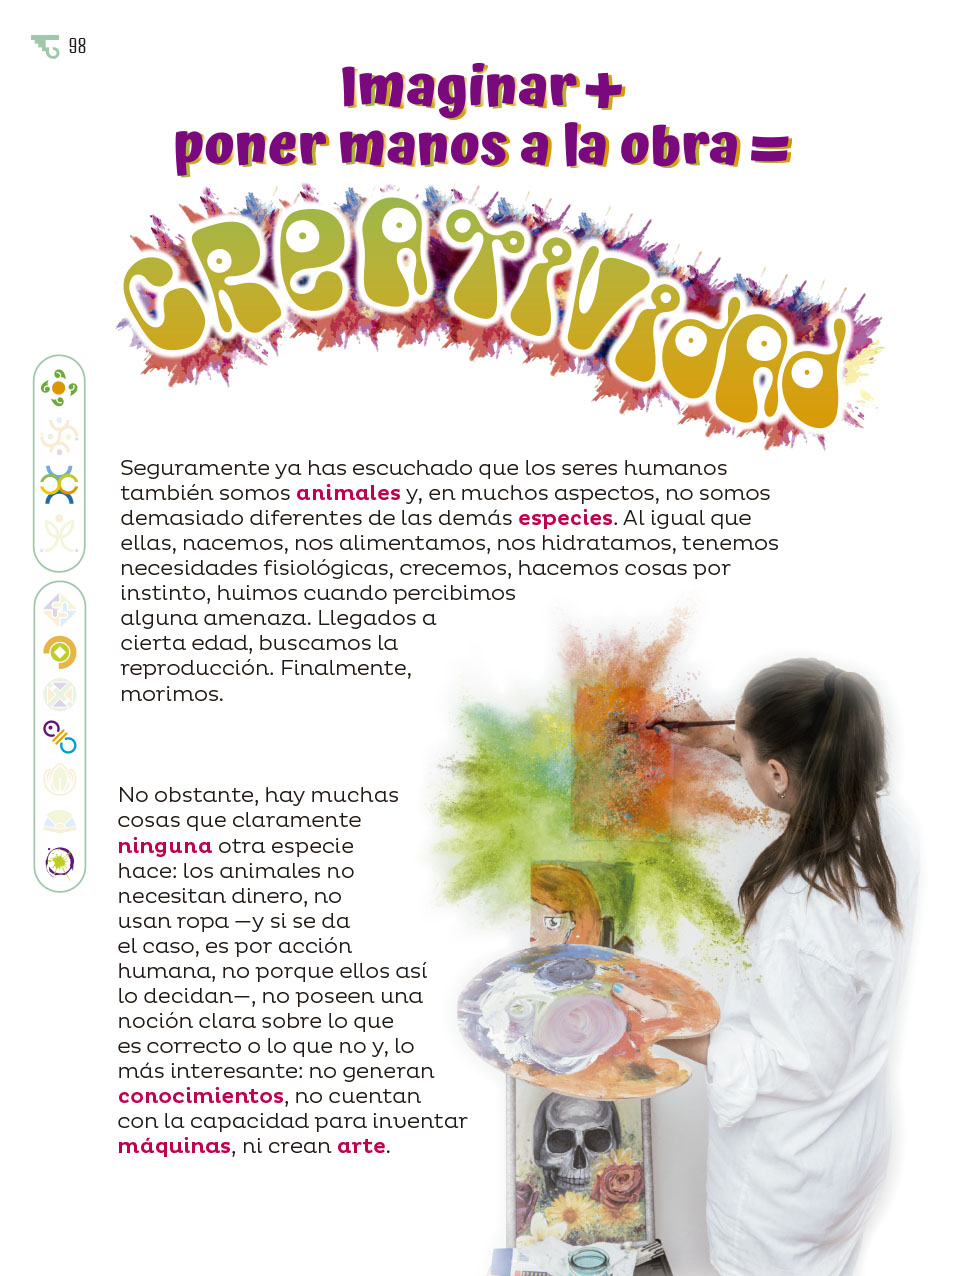 98
Imaginar +
poner manos a la obra =
CREATIVIDAD
Seguramente ya has escuchado que los seres humanos
también somos animales y, en muchos aspectos, no somos
demasiado diferentes de las demás especies. Al igual que
ellas, nacemos, nos alimentamos, nos hidratamos, tenemos
necesidades fisiológicas, crecemos, hacemos cosas por
instinto, huimos cuando percibimos
alguna amenaza. Llegados a
cierta edad, buscamos la
reproducción. Finalmente,
morimos.
No obstante, hay muchas
cosas que claramente
ninguna otra especie
hace: los animales no
necesitan dinero, no
usan ropa —y si se da
el caso, es por acción
humana, no porque ellos así
lo decidan—, no poseen una
noción clara sobre lo que
es correcto o lo que no y, lo
más interesante: no generan
conocimientos, no cuentan
con la capacidad para inventar
máquinas, ni crean arte.